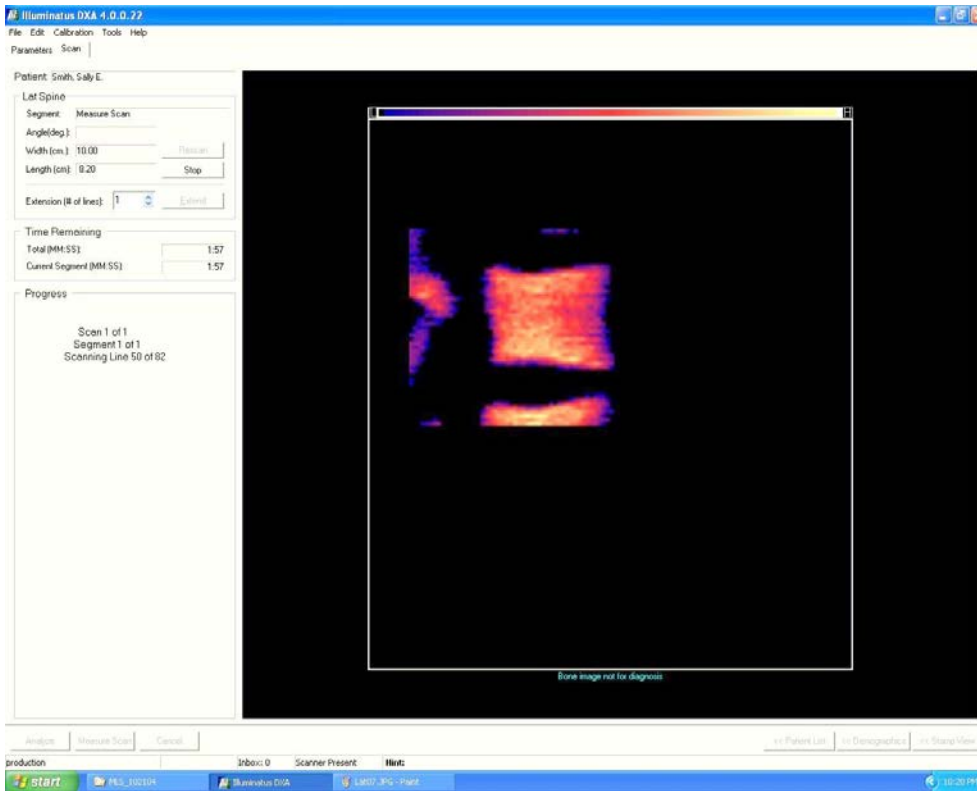 Illuminatus DXA 4.0.0.22
File Edit Calibration Tools Help
Parameters Scan
Patient Smith, Sally E.
Lat Spine
Segment: Measure Scan
Angle(deg.):
Width (cm.): 10.00 Rescan
Length (cm): 8.20 Stop
Extension (# of lines): 1 Extend
Time Remaining
Total (MM:SS): 1:57
Current Segment (MM:SS): 1:57
Progress
Scan 1 of 1
Segment 1 of 1
Scanning Line 50 of 82
L H
Bone image not for diagnosis
Analyze Measure Scan Cancel << Patient List << Demographics << Stamp View
production Inbox: 0 Scanner Present Hint:
start MLS_102104 Illuminatus DXA Lat07.JPG - Paint 10:20 PM